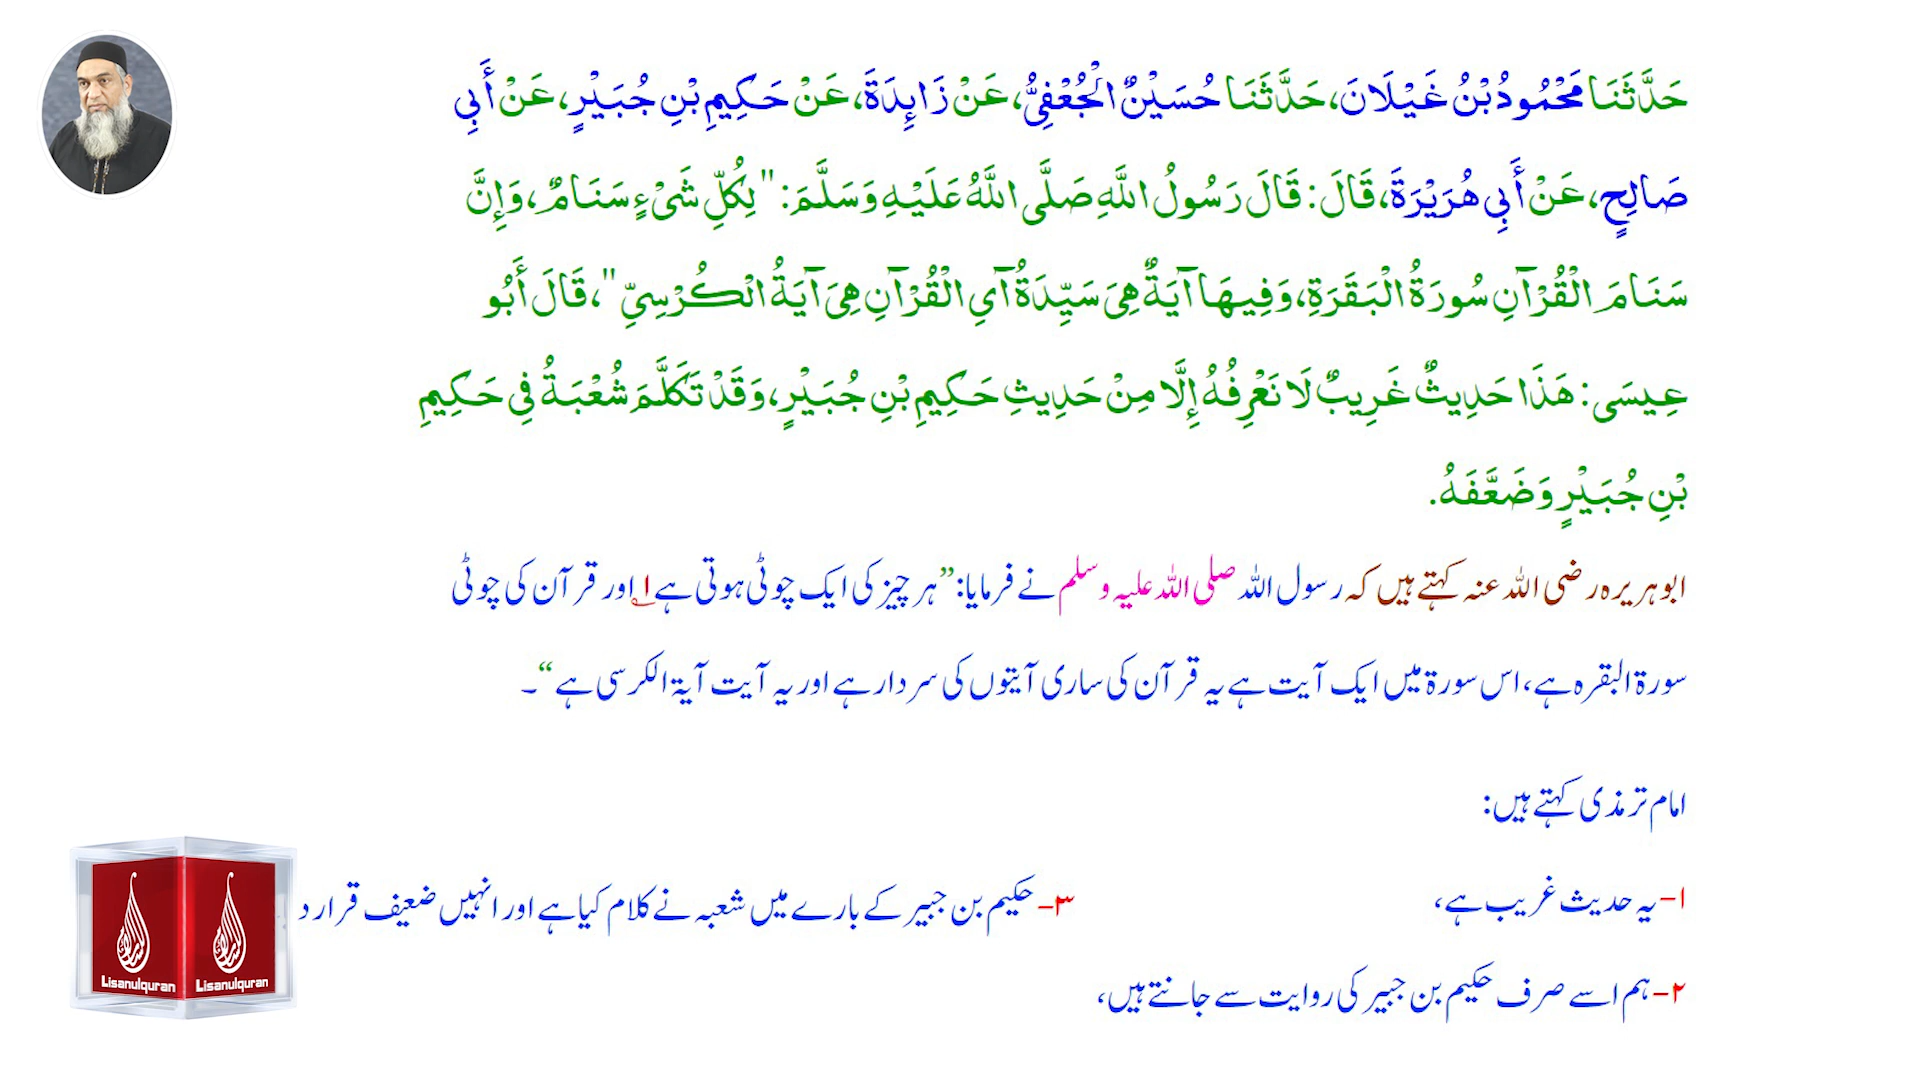 حَدَّثَنَا مَحْمُودُ بْنُ غَيْلَانَ، حَدَّثَنَا حُسَيْنٌ الْجُعْفِيُّ، عَنْ زَائِدَةَ، عَنْ حَكِيمِ بْنِ جُبَيْرٍ، عَنْ أَبِي
صَالِحٍ، عَنْ أَبِي هُرَيْرَةَ، قَالَ: قَالَ رَسُولُ اللَّهِ صَلَّى اللَّهُ عَلَيْهِ وَسَلَّمَ: " لِكُلِّ شَيْءٍ سَنَامٌ، وَإِنَّ
سَنَامَ الْقُرْآنِ سُورَةُ الْبَقَرَةِ، وَفِيهَا آيَةٌ هِيَ سَيِّدَةُ آيِ الْقُرْآنِ هِيَ آيَةُ الْكُرْسِيِّ "، قَالَ أَبُو
عِيسَى: هَذَا حَدِيثٌ غَرِيبٌ لَا نَعْرِفُهُ إِلَّا مِنْ حَدِيثِ حَكِيمِ بْنِ جُبَيْرٍ، وَقَدْ تَكَلَّمَ شُعْبَةُ فِي حَكِيمِ
بْنِ جُبَيْرٍ وَضَعَّفَهُ.
ابوہریرہ رضی الله عنہ کہتے ہیں کہ رسول اللہ صلی اللہ علیہ وسلم نے فرمایا: ”ہر چیز کی ایک چوٹی ہوتی ہے ۱؎ اور قرآن کی چوٹی
سورۃ البقرہ ہے، اس سورۃ میں ایک آیت ہے یہ قرآن کی ساری آیتوں کی سردار ہے اور یہ آیت آیۃ الکرسی ہے“۔
امام ترمذی کہتے ہیں:
۱- یہ حدیث غریب ہے،
۳- حکیم بن جبیر کے بارے میں شعبہ نے کلام کیا ہے اور انہیں ضعیف قرار د
۲- ہم اسے صرف حکیم بن جبیر کی روایت سے جانتے ہیں،
Lisanulquran
Lisanulquran